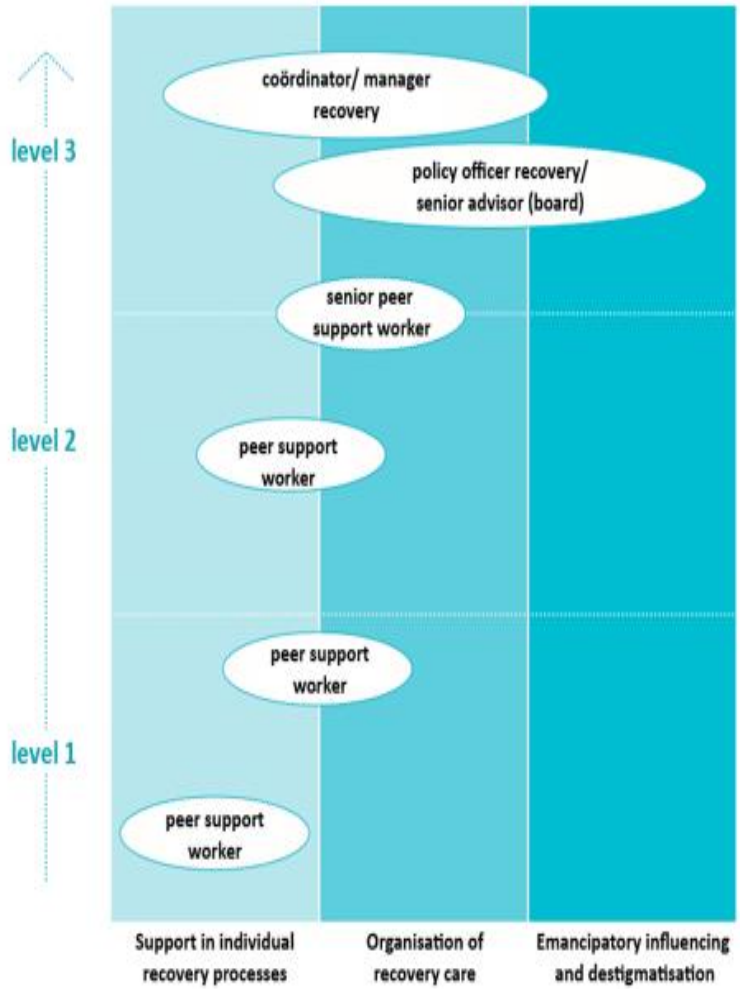 coördinator/ manager
recovery
level 3
policy officer recovery/
senior advisor (board)
senior peer
support worker
level 2
peer support
worker
peer support
worker
level 1
peer support
worker
Support in individual
recovery processes
Organisation of
recovery care
Emancipatory influencing
and destigmatisation